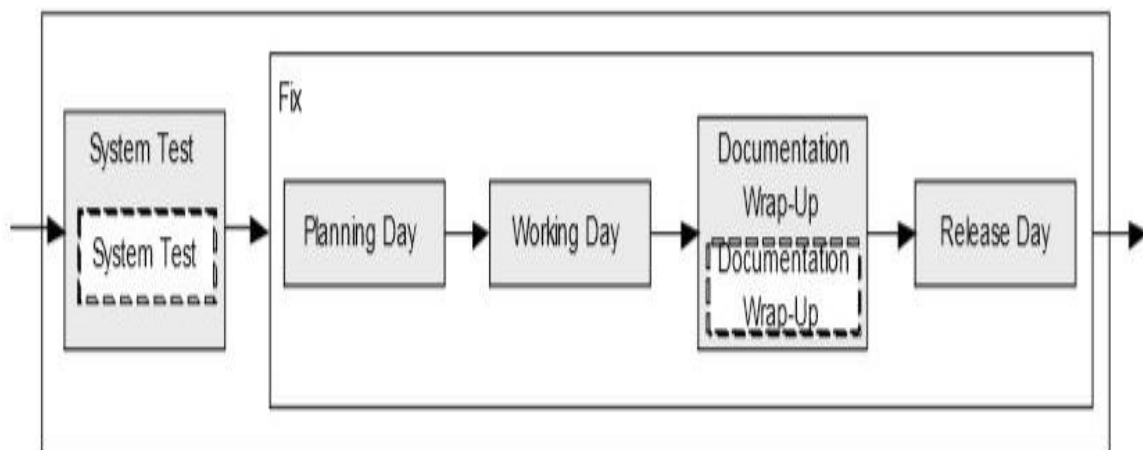 Fix
System Test
System Test
Planning Day
Working Day
Documentation
Wrap-Up
Documentation
Wrap-Up
Release Day